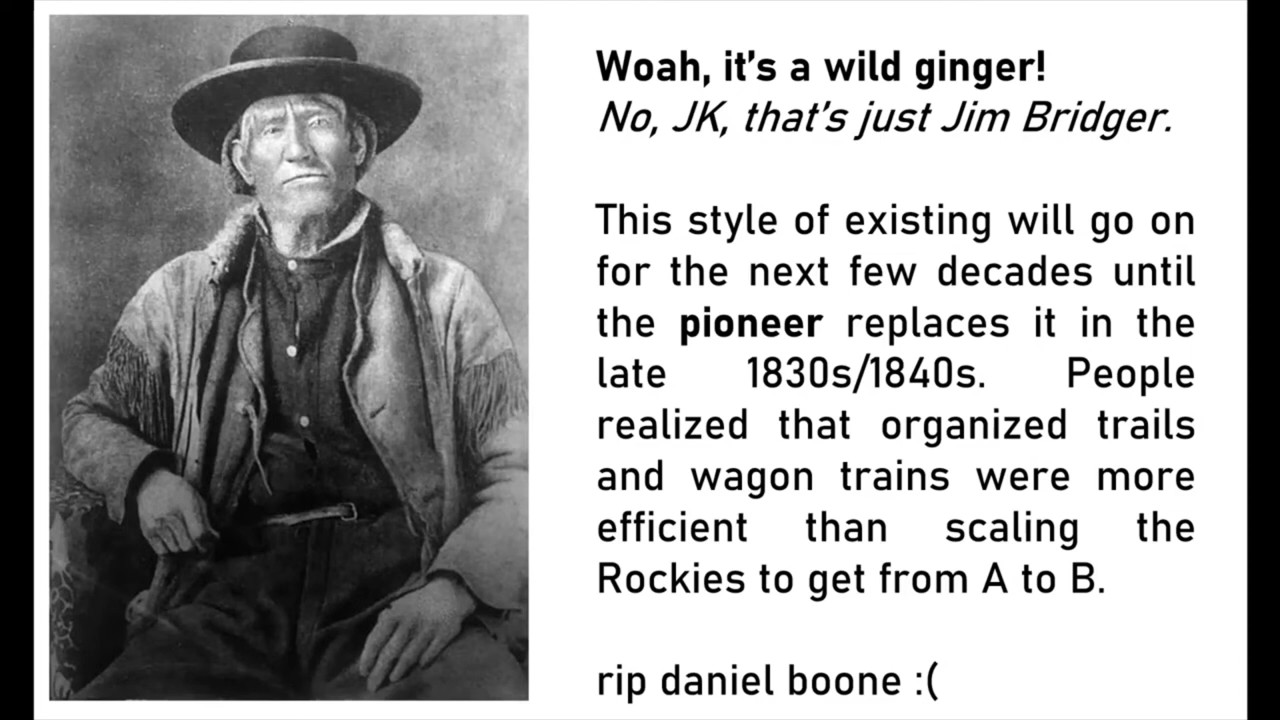 Woah, it's a wild ginger!
No, JK, that's just Jim Bridger.
This style of existing will go on
for the next few decades until
the pioneer replaces it in the
late 1830s/1840s. People
realized that organized trails
and wagon trains were more
efficient than scaling the
Rockies to get from A to B.
rip daniel boone :(